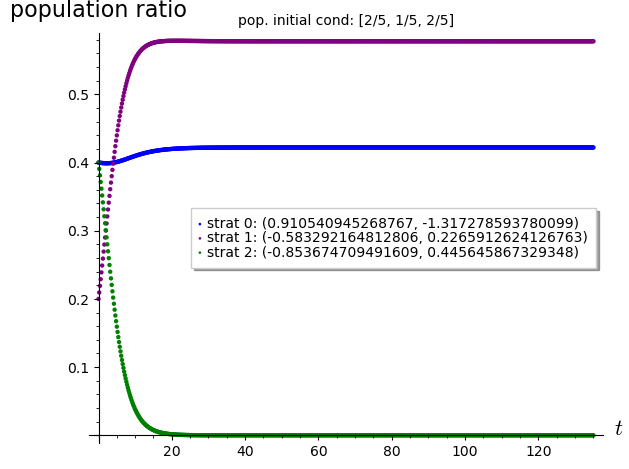 population ratio
pop. initial cond: [2/5, 1/5, 2/5]
0.5
0.4
0.3
0.2
0.1
strat 0: (0.910540945268767, -1.317278593780099)
strat 1: (-0.583292164812806, 0.2265912624126763)
strat 2: (-0.853674709491609, 0.445645867329348)
20 40 60 80 100 120
t